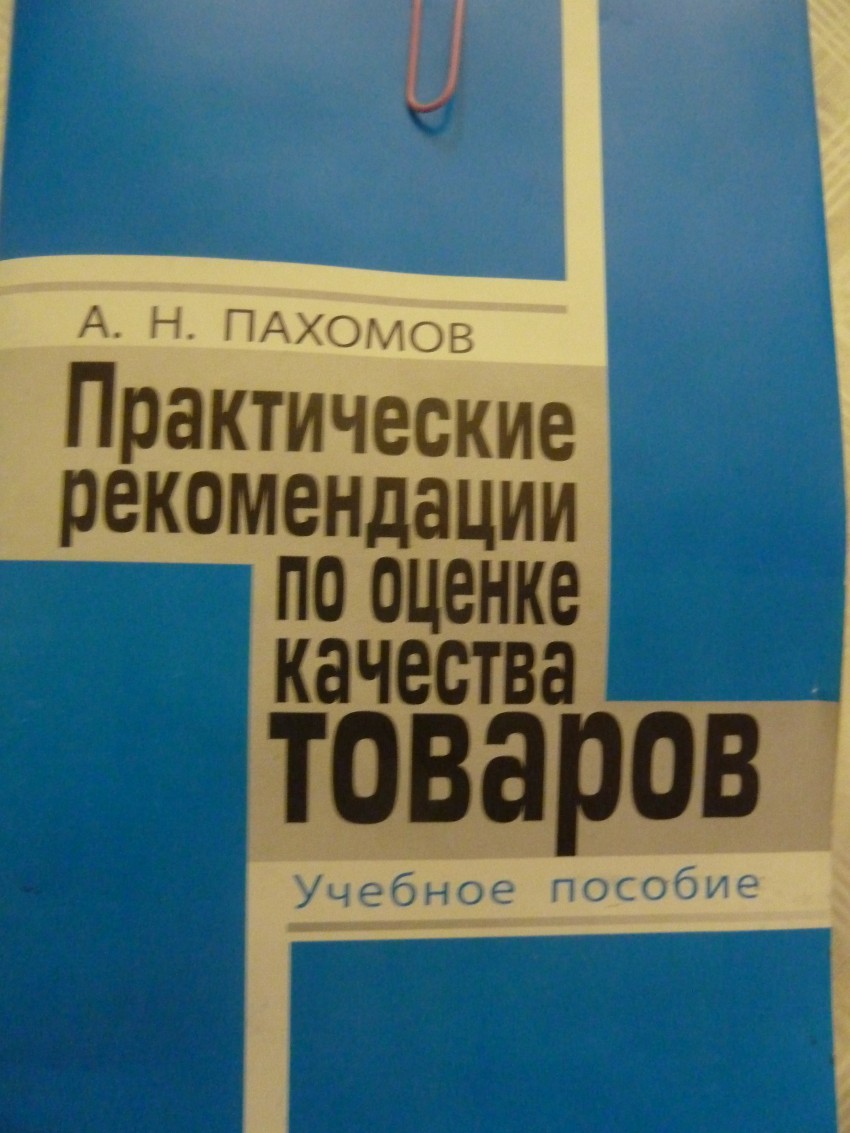 А. Н. ПАХОМОВ
Практические
рекомендации
по оценке
качества
товаров
Учебное пособие